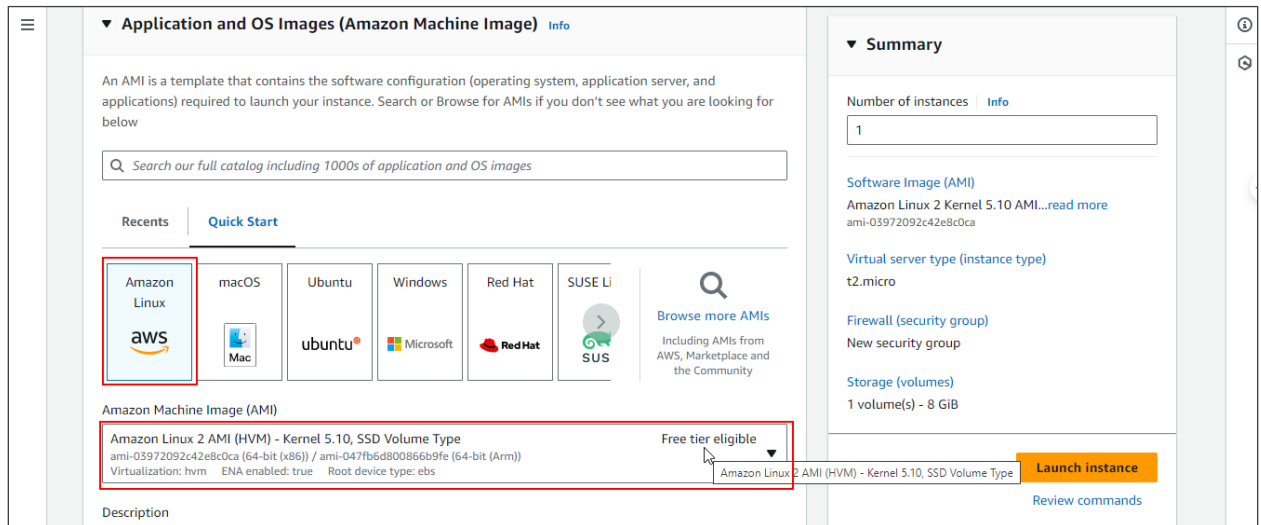 Application and OS Images (Amazon Machine Image) Info
An AMI is a template that contains the software configuration (operating system, application server, and
applications) required to launch your instance. Search or Browse for AMIs if you don't see what you are looking for
below
Search our full catalog including 1000s of application and OS images
Recents
Quick Start
Amazon
Linux
aws
macOS
Mac
Ubuntu
ubuntu
Windows
Microsoft
Red Hat
Red Hat
SUSE Li
SUS
Browse more AMIs
Including AMIs from
AWS, Marketplace and
the Community
Amazon Machine Image (AMI)
Amazon Linux 2 AMI (HVM) - Kernel 5.10, SSD Volume Type
Free tier eligible
ami-03972092c42e8c0ca (64-bit (x86)) / ami-047fb6d800866b9fe (64-bit (Arm))
Virtualization: hvm ENA enabled: true Root device type: ebs
Amazon Linux 2 AMI (HVM) - Kernel 5.10, SSD Volume Type
Description
Summary
Number of instances Info
1
Software Image (AMI)
Amazon Linux 2 Kernel 5.10 AMI...read more
ami-03972092c42e8c0ca
Virtual server type (instance type)
t2.micro
Firewall (security group)
New security group
Storage (volumes)
1 volume(s) - 8 GiB
Launch instance
Review commands